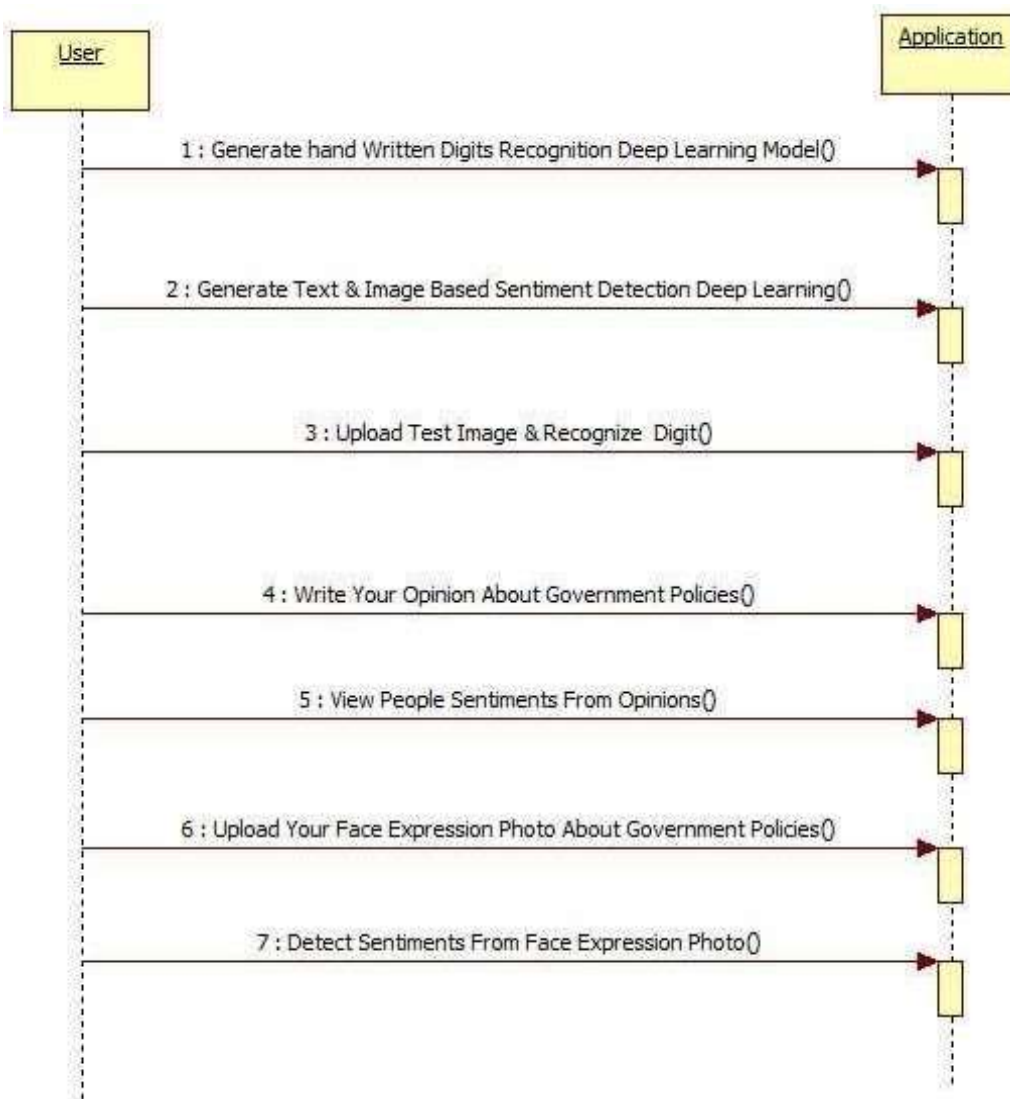 User
Application
1 : Generate hand Written Digits Recognition Deep Learning Model()
2 : Generate Text & Image Based Sentiment Detection Deep Learning()
3 : Upload Test Image & Recognize  Digit()
4 : Write Your Opinion About Government Policies()
5 : View People Sentiments From Opinions()
6 : Upload Your Face Expression Photo About Government Policies()
7 : Detect Sentiments From Face Expression Photo()